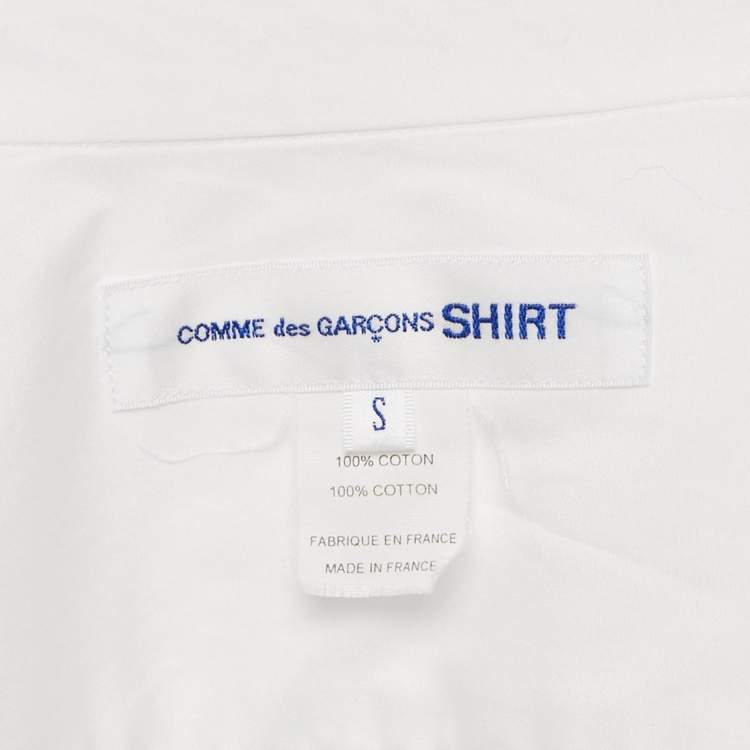 COMME des GARÇONS SHIRT
*
S
100% COTON
100% COTTON
FABRIQUE EN FRANCE
MADE IN FRANCE